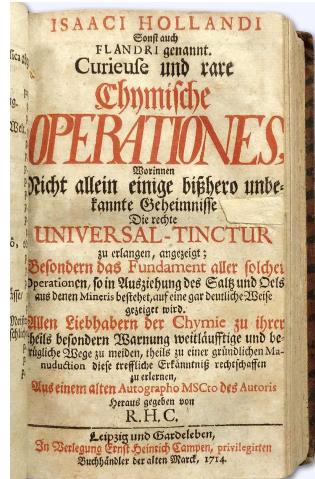 ISAACI HOLLANDI
Sonst auch
FLANDRI genannt.
Curieuse und rare
Chymische
OPERATIONES,
Worinnen
Nicht allein einige bißhero unbe-
kannte Geheimnisse
Die rechte
UNIVERSAL-TINCTUR
zu erlangen, angezeigt;
Besondern das Fundament aller solcher
Operationen, so in Ausziehung des Saltz und Oels
aus denen Mineris bestehet, auf eine gar deutliche Weise
gezeiget wird.
Allen Liebhabern der Chymie zu ihrer
theils besondern Warnung weitläufftige und be-
rügliche Wege zu meiden, theils zu einer gründlichen Ma-
nuduction diese treffliche Erkänntniß rechtschaffen
zu erlernen,
Aus einem alten Autographo MSCto des Autoris
Heraus gegeben von
R. H. C.
Leipzig und Gardeleben,
In Verlegung Ernst Heinrich Campen, privilegirten
Buchhändler der alten Marck, 1714.